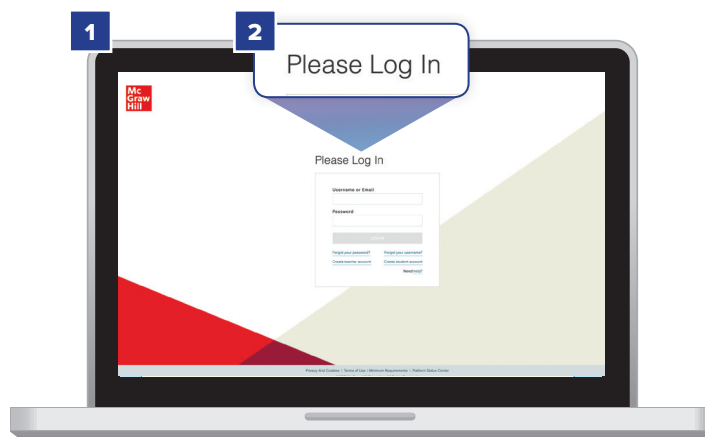 1
2
Please Log In
Mc
Graw
Hill
Please Log In
Username or Email
Password
Forgot your password? Forgot your username?
Create teacher account Create student account
Need help?
Privacy And Cookies | Terms of Use | Minimum Requirements | Platform Status Center